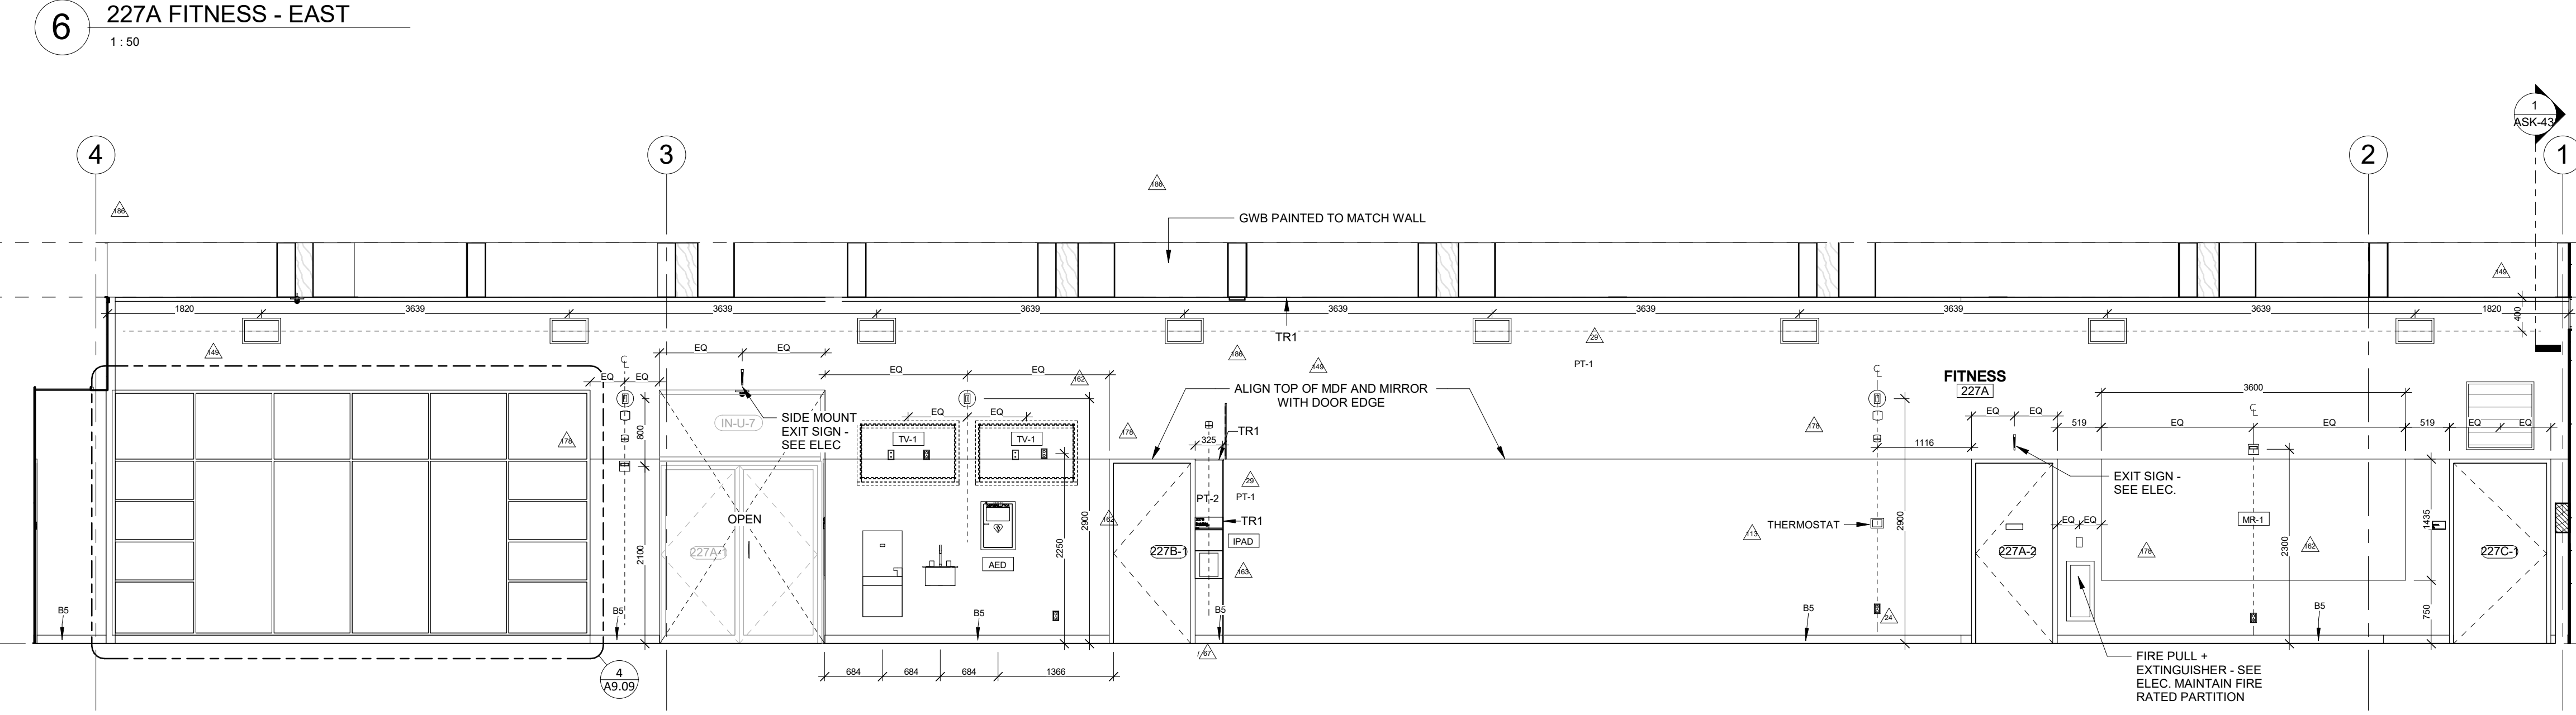 6
227A FITNESS - EAST
1 : 50
1
ASK-43
4
3
2
1
186
186
GWB PAINTED TO MATCH WALL
149
1820
3639
3639
3639
3639
3639
3639
3639
1820
400
TR1
29
PT-1
149
EQ
EQ
EQ
EQ
186
149
EQ
EQ
162
ALIGN TOP OF MDF AND MIRROR
WITH DOOR EDGE
FITNESS
227A
3600
EQ
EQ
IN-U-7
SIDE MOUNT
EXIT SIGN -
SEE ELEC
EQ
EQ
TV-1
TV-1
178
325
TR1
178
1116
EQ
EQ
519
EQ
EQ
519
EQ
EQ
178
800
EXIT SIGN -
SEE ELEC.
PT-2
29
PT-1
OPEN
2900
162
TR1
THERMOSTAT
2900
MR-1
1435
EQ
EQ
113
IPAD
227A-1
2250
227B-1
227A-2
178
2300
162
227C-1
2100
AED
163
B5
B5
B5
B5
B5
24
B5
750
67
4
A9.09
684
684
684
1366
FIRE PULL +
EXTINGUISHER - SEE
ELEC. MAINTAIN FIRE
RATED PARTITION